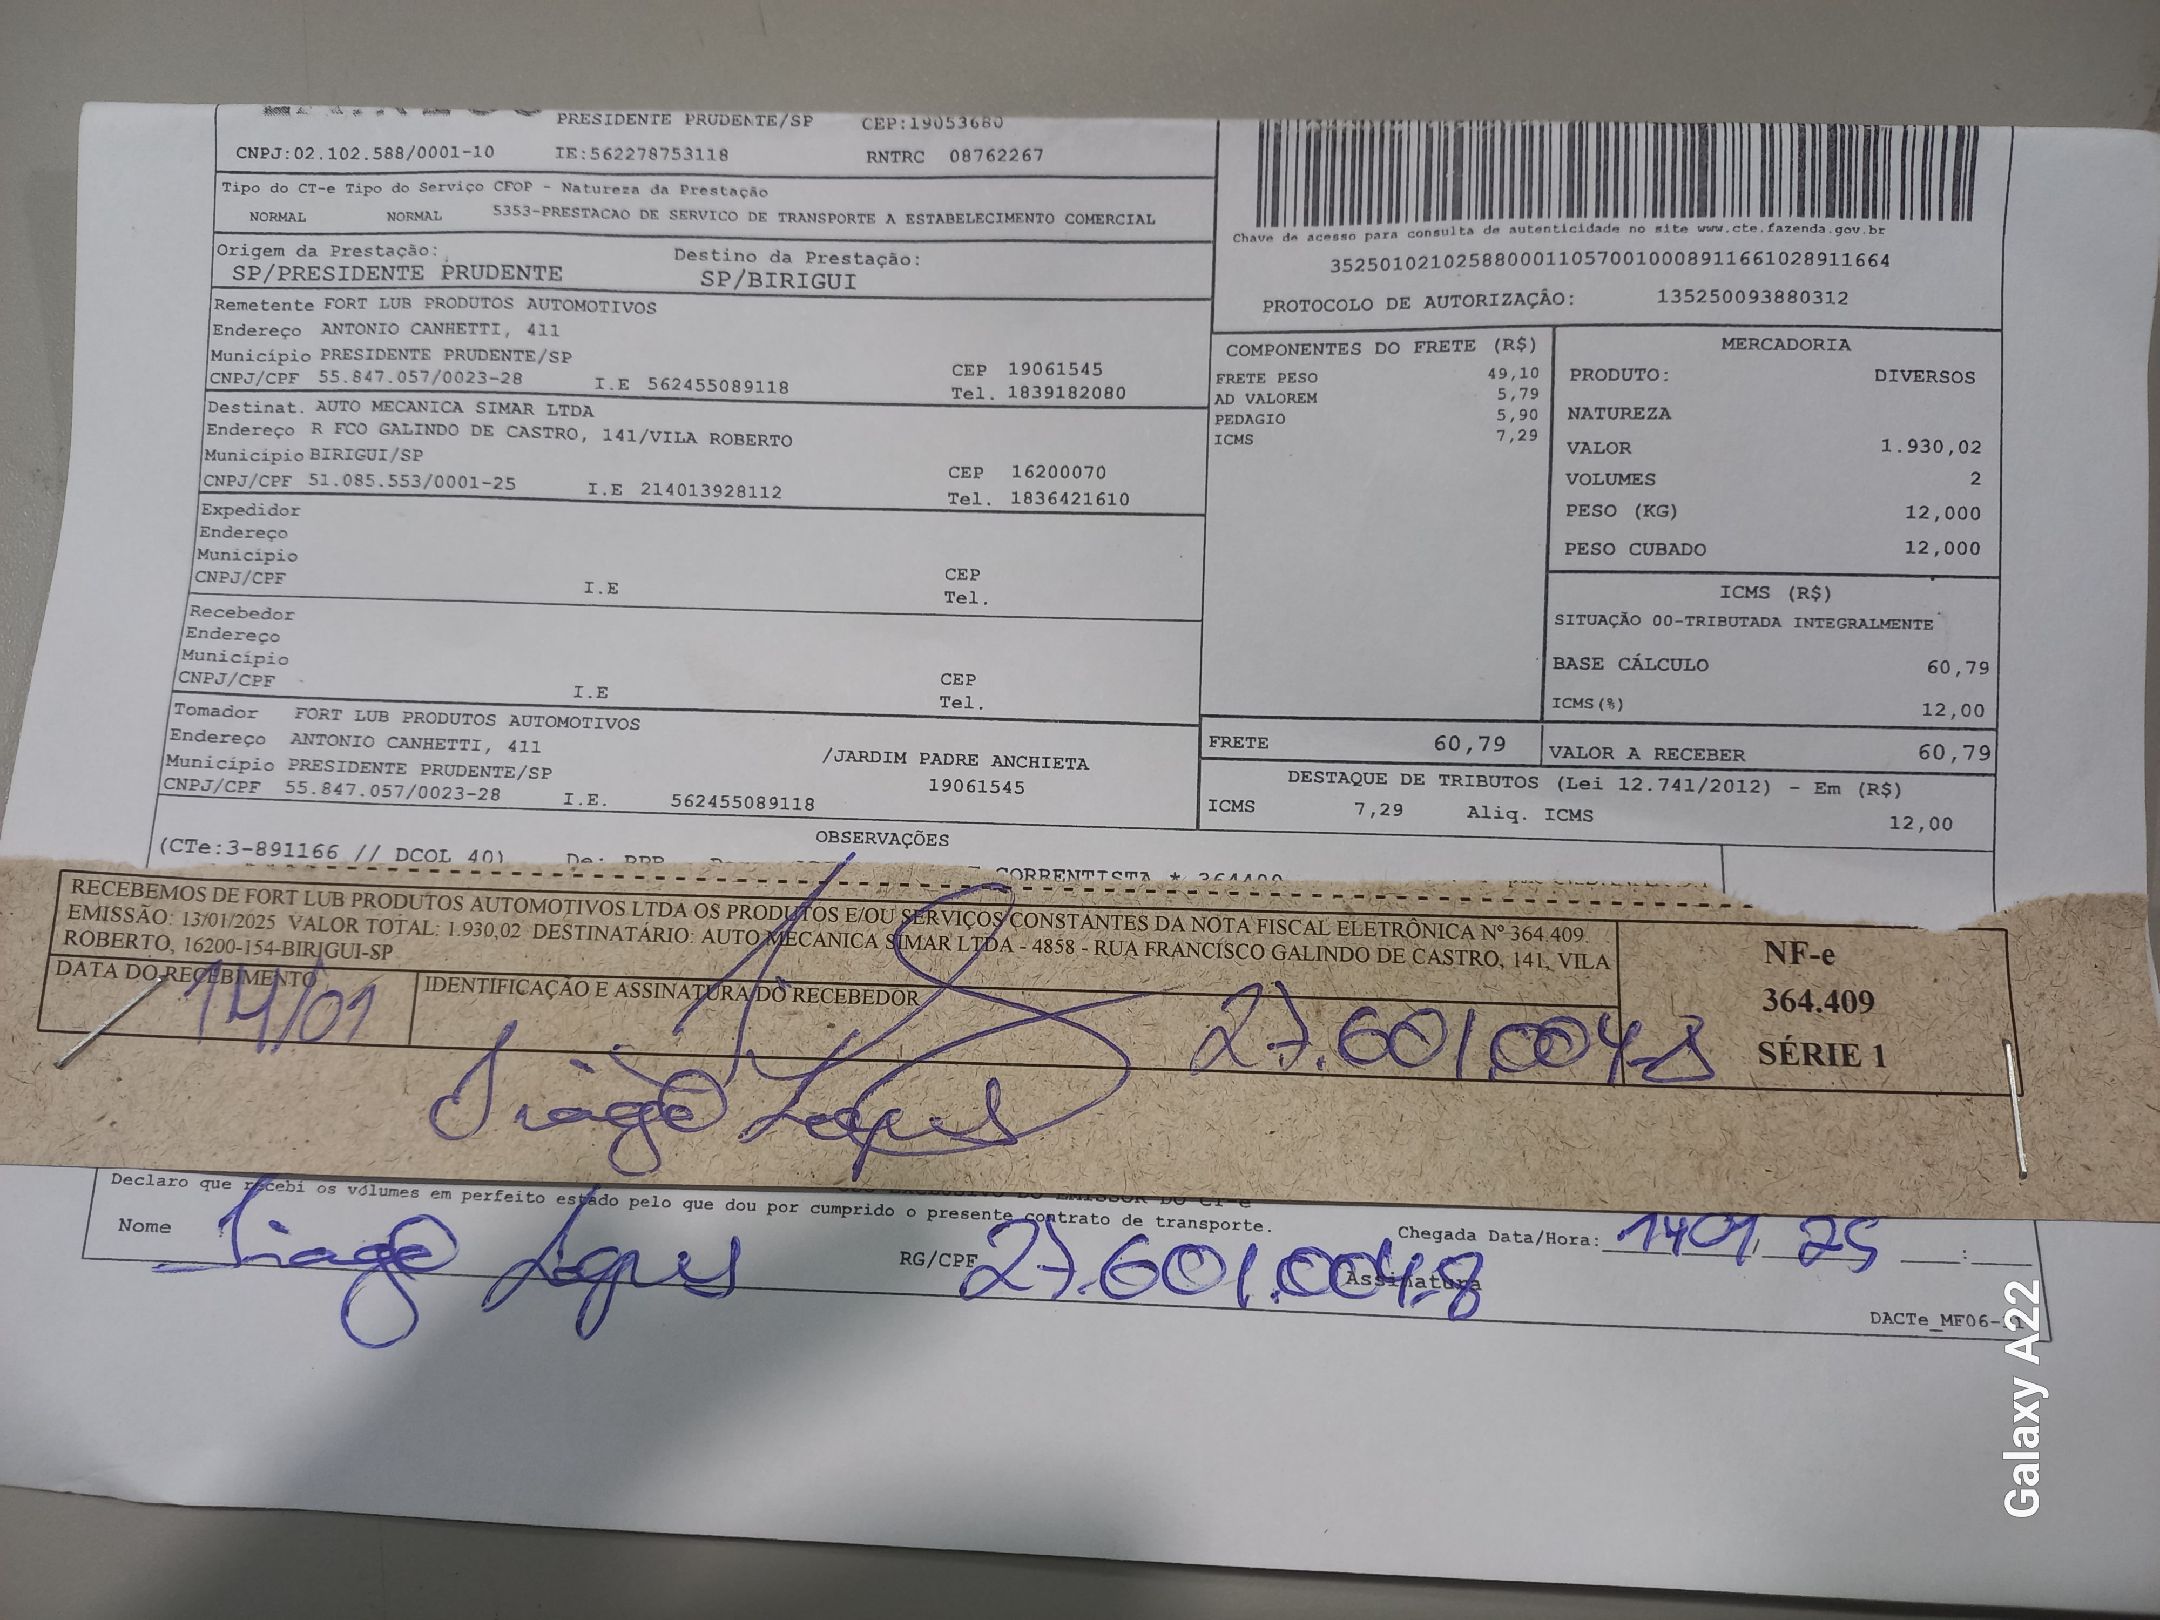 PRESIDENTE PRUDENTE/SP CEP:19053680
CNPJ:02.102.588/0001-10 IE:562278753118 RNTRC 08762267
Tipo do CT-e Tipo do Serviço CFOP - Natureza da Prestação
NORMAL NORMAL 5353-PRESTACAO DE SERVICO DE TRANSPORTE A ESTABELECIMENTO COMERCIAL
Origem da Prestação: Destino da Prestação:
SP/PRESIDENTE PRUDENTE SP/BIRIGUI
Remetente FORT LUB PRODUTOS AUTOMOTIVOS
Endereço ANTONIO CANHETTI, 411
Município PRESIDENTE PRUDENTE/SP CEP 19061545
CNPJ/CPF 55.847.057/0023-28 I.E 562455089118 Tel. 1839182080
Destinat. AUTO MECANICA SIMAR LTDA
Endereço R FCO GALINDO DE CASTRO, 141/VILA ROBERTO
Município BIRIGUI/SP CEP 16200070
CNPJ/CPF 51.085.553/0001-25 I.E 214013928112 Tel. 1836421610
Expedidor
Endereço
Município CEP
CNPJ/CPF I.E Tel.
Recebedor
Endereço
Município CEP
CNPJ/CPF I.E Tel.
Tomador FORT LUB PRODUTOS AUTOMOTIVOS
Endereço ANTONIO CANHETTI, 411 /JARDIM PADRE ANCHIETA
Município PRESIDENTE PRUDENTE/SP 19061545
CNPJ/CPF 55.847.057/0023-28 I.E. 562455089118
Chave de acesso para consulta de autenticidade no site www.cte.fazenda.gov.br
35250102102588000110570010008911661028911664
PROTOCOLO DE AUTORIZAÇÃO: 135250093880312
COMPONENTES DO FRETE (R$)
FRETE PESO 49,10
AD VALOREM 5,79
PEDAGIO 5,90
ICMS 7,29
MERCADORIA
PRODUTO: DIVERSOS
NATUREZA
VALOR 1.930,02
VOLUMES 2
PESO (KG) 12,000
PESO CUBADO 12,000
ICMS (R$)
SITUAÇÃO 00-TRIBUTADA INTEGRALMENTE
BASE CÁLCULO 60,79
ICMS(%) 12,00
FRETE 60,79 VALOR A RECEBER 60,79
DESTAQUE DE TRIBUTOS (Lei 12.741/2012) - Em (R$)
ICMS 7,29 Aliq. ICMS 12,00
OBSERVAÇÕES
(CTe:3-891166 // DCOL 40) De: PRP
CORRENTISTA * 364409
RECEBEMOS DE FORT LUB PRODUTOS AUTOMOTIVOS LTDA OS PRODUTOS E/OU SERVIÇOS CONSTANTES DA NOTA FISCAL ELETRÔNICA Nº 364.409.
EMISSÃO: 13/01/2025 VALOR TOTAL: 1.930,02 DESTINATÁRIO: AUTO MECANICA SIMAR LTDA - 4858 - RUA FRANCISCO GALINDO DE CASTRO, 141, VILA
ROBERTO, 16200-154-BIRIGUI-SP
DATA DO RECEBIMENTO IDENTIFICAÇÃO E ASSINATURA DO RECEBEDOR
14/01 Tiago Lopes 27.601.004-8
NF-e
364.409
SÉRIE 1
USO EXCLUSIVO DO EMISSOR DO CT-e
Declaro que recebi os vólumes em perfeito estado pelo que dou por cumprido o presente contrato de transporte.
Nome Tiago Lopes RG/CPF 27.601.004-8 Chegada Data/Hora: 14 01 / 25 :
Assinatura
DACTe_MF06-
Galaxy A22